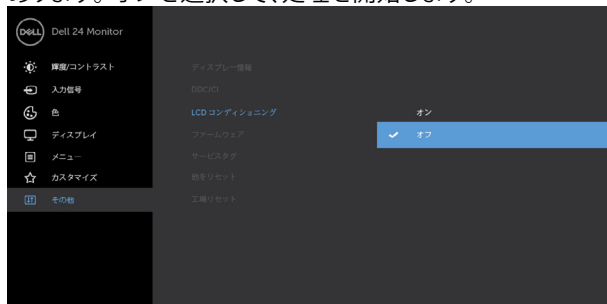 あります。オンを選択して、処理を開始します。
DELL
Dell 24 Monitor
輝度/コントラスト
入力信号
色
ディスプレイ
メニュー
カスタマイズ
その他
ディスプレー情報
DDC/CI
LCD コンディショニング
ファームウェア
サービスタグ
他をリセット
工場リセット
オン
オフ